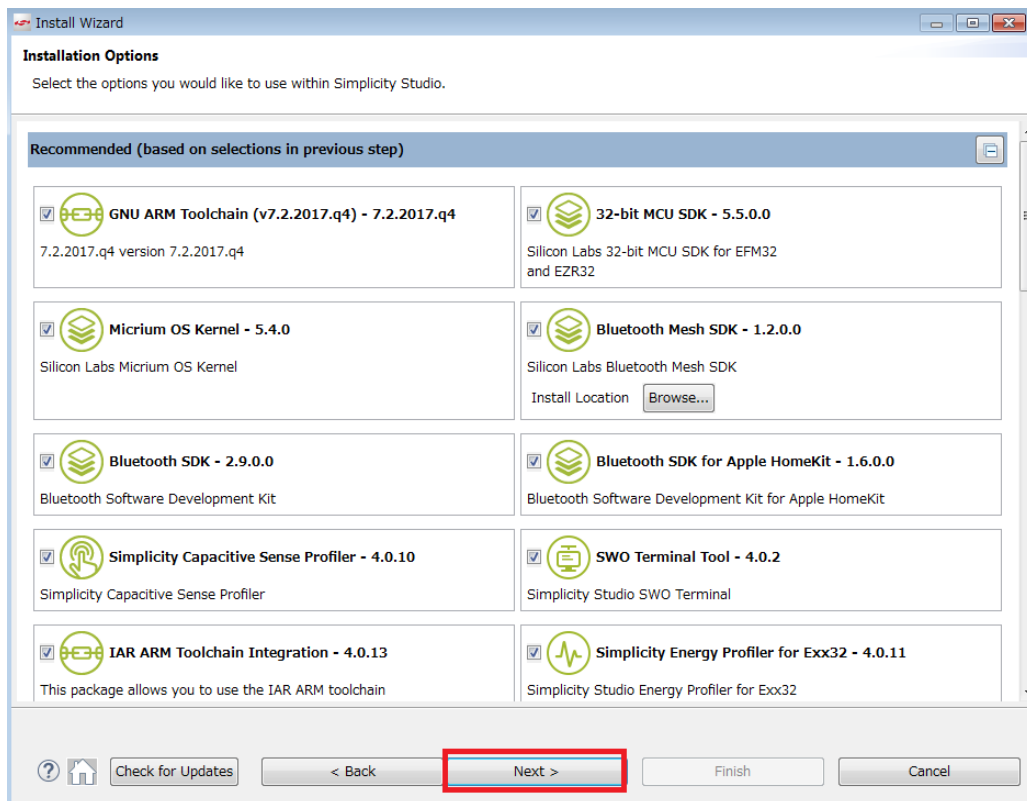 Install Wizard
Installation Options
Select the options you would like to use within Simplicity Studio.
Recommended (based on selections in previous step)
GNU ARM Toolchain (v7.2.2017.q4) - 7.2.2017.q4
7.2.2017.q4 version 7.2.2017.q4
32-bit MCU SDK - 5.5.0.0
Silicon Labs 32-bit MCU SDK for EFM32
and EZR32
Micrium OS Kernel - 5.4.0
Silicon Labs Micrium OS Kernel
Bluetooth Mesh SDK - 1.2.0.0
Silicon Labs Bluetooth Mesh SDK
Install Location Browse...
Bluetooth SDK - 2.9.0.0
Bluetooth Software Development Kit
Bluetooth SDK for Apple HomeKit - 1.6.0.0
Bluetooth Software Development Kit for Apple HomeKit
Simplicity Capacitive Sense Profiler - 4.0.10
Simplicity Capacitive Sense Profiler
SWO Terminal Tool - 4.0.2
Simplicity Studio SWO Terminal
IAR ARM Toolchain Integration - 4.0.13
This package allows you to use the IAR ARM toolchain
Simplicity Energy Profiler for Exx32 - 4.0.11
Simplicity Studio Energy Profiler for Exx32
? Check for Updates < Back Next > Finish Cancel